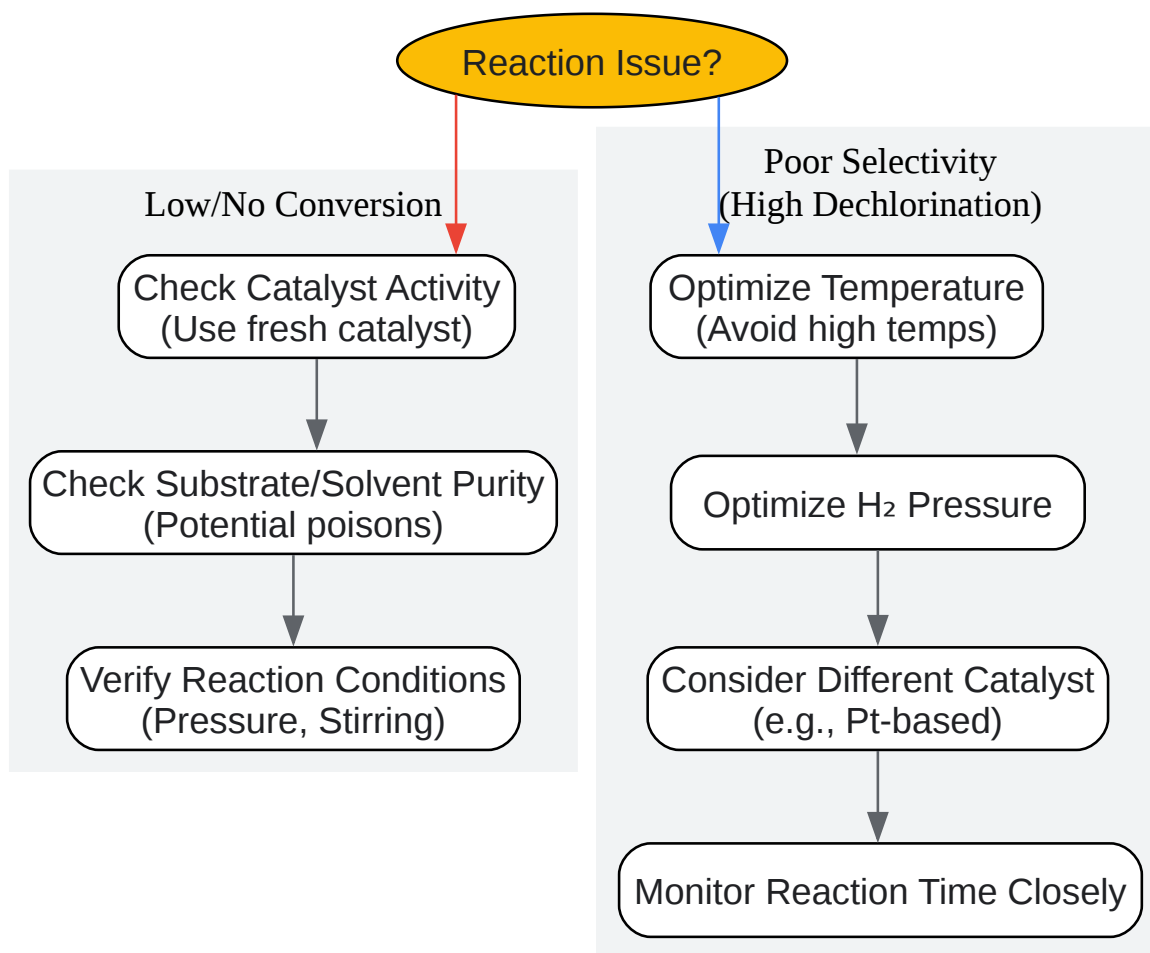 Reaction Issue?
Low/No Conversion
Check Catalyst Activity
(Use fresh catalyst)
Check Substrate/Solvent Purity
(Potential poisons)
Verify Reaction Conditions
(Pressure, Stirring)
Poor Selectivity
(High Dechlorination)
Optimize Temperature
(Avoid high temps)
Optimize H₂ Pressure
Consider Different Catalyst
(e.g., Pt-based)
Monitor Reaction Time Closely